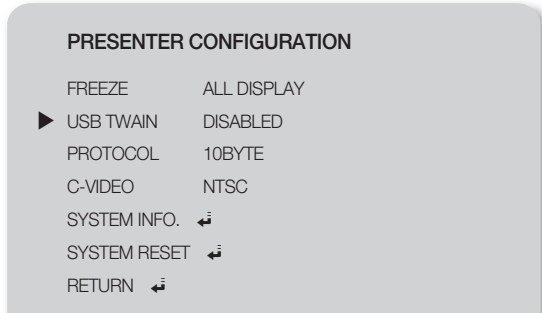 PRESENTER CONFIGURATION
FREEZE ALL DISPLAY
USB TWAIN DISABLED
PROTOCOL 10BYTE
C-VIDEO NTSC
SYSTEM INFO.
SYSTEM RESET
RETURN